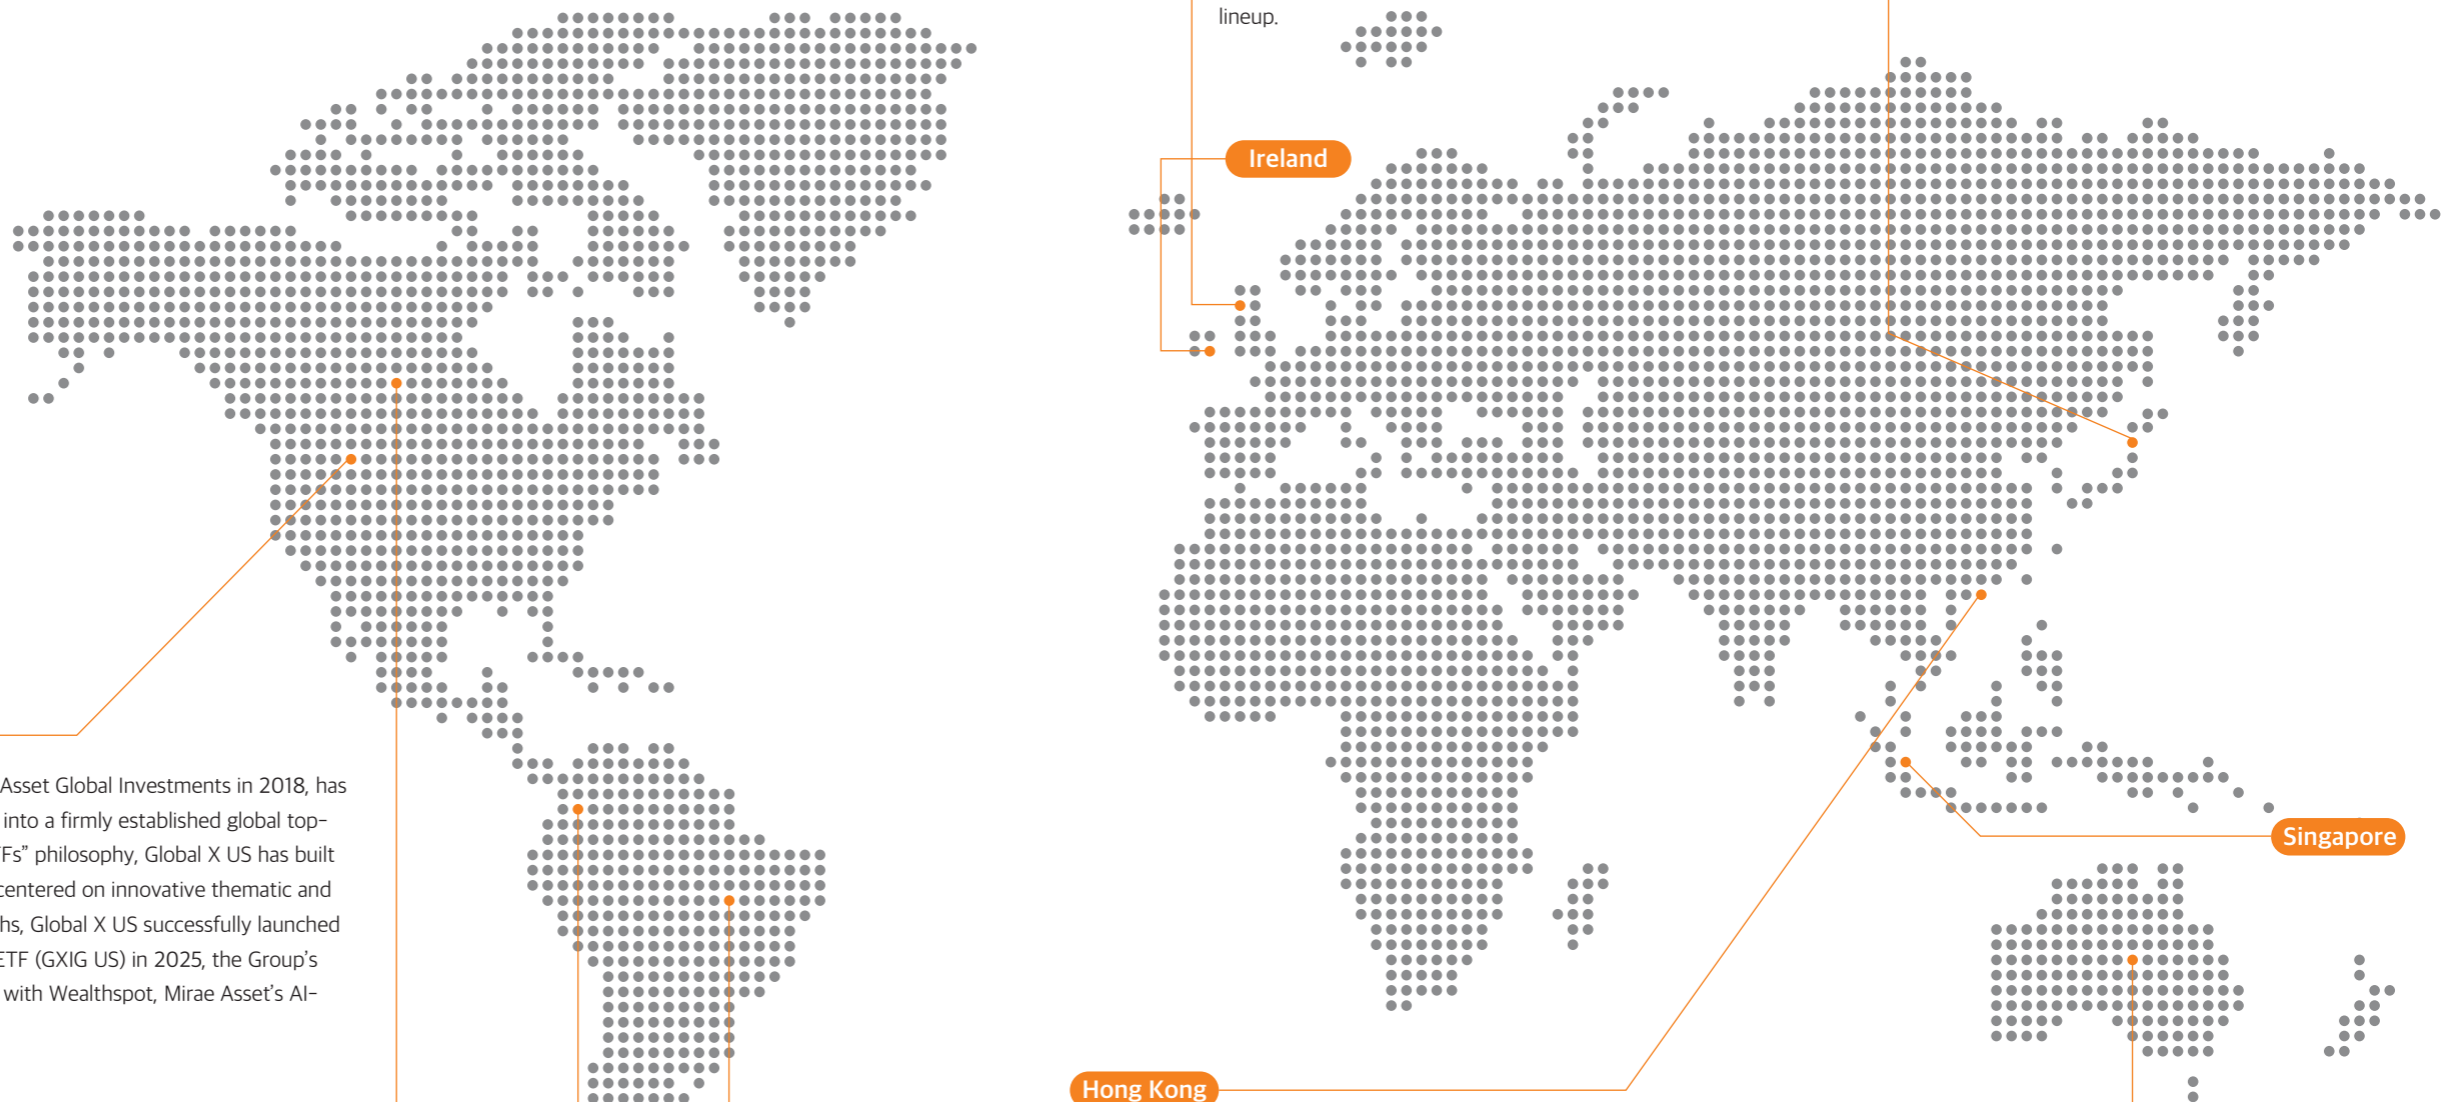 lineup.
Ireland
Asset Global Investments in 2018, has
into a firmly established global top-
Fs” philosophy, Global X US has built
centered on innovative thematic and
hs, Global X US successfully launched
ETF (GXIG US) in 2025, the Group’s
with Wealthspot, Mirae Asset’s AI-
Singapore
Hong Kong